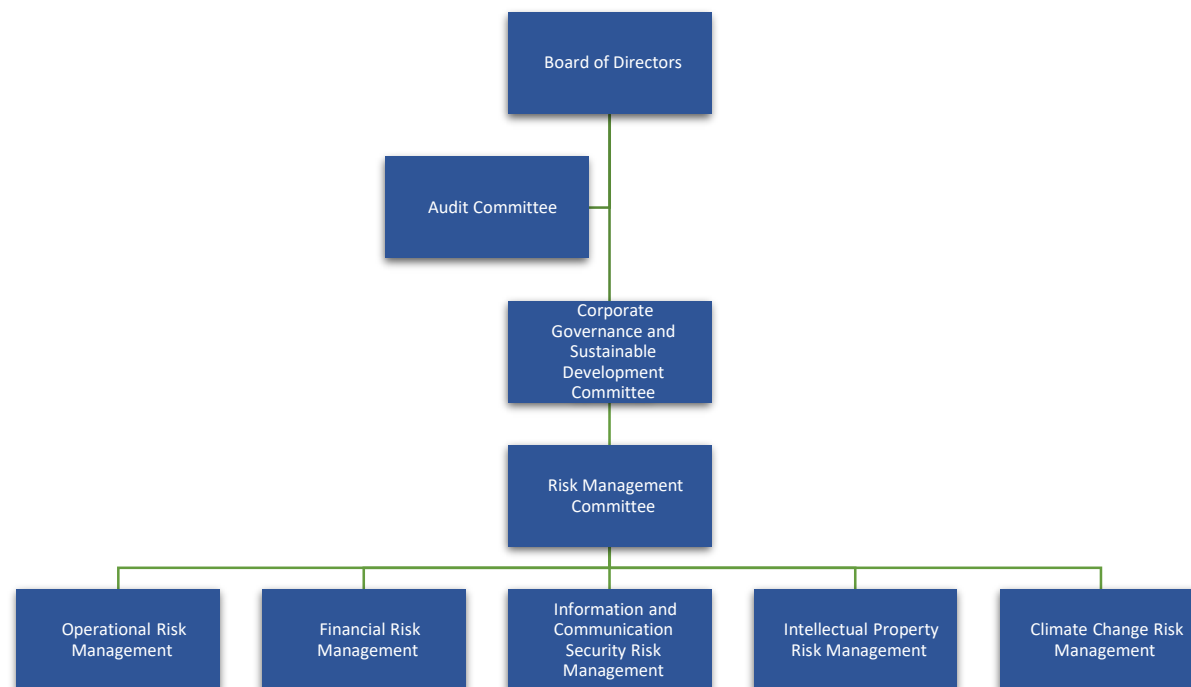 Board of Directors
Audit Committee
Corporate
Governance and
Sustainable
Development
Committee
Risk Management
Committee
Operational Risk
Management
Financial Risk
Management
Information and
Communication
Security Risk
Management
Intellectual Property
Risk Management
Climate Change Risk
Management